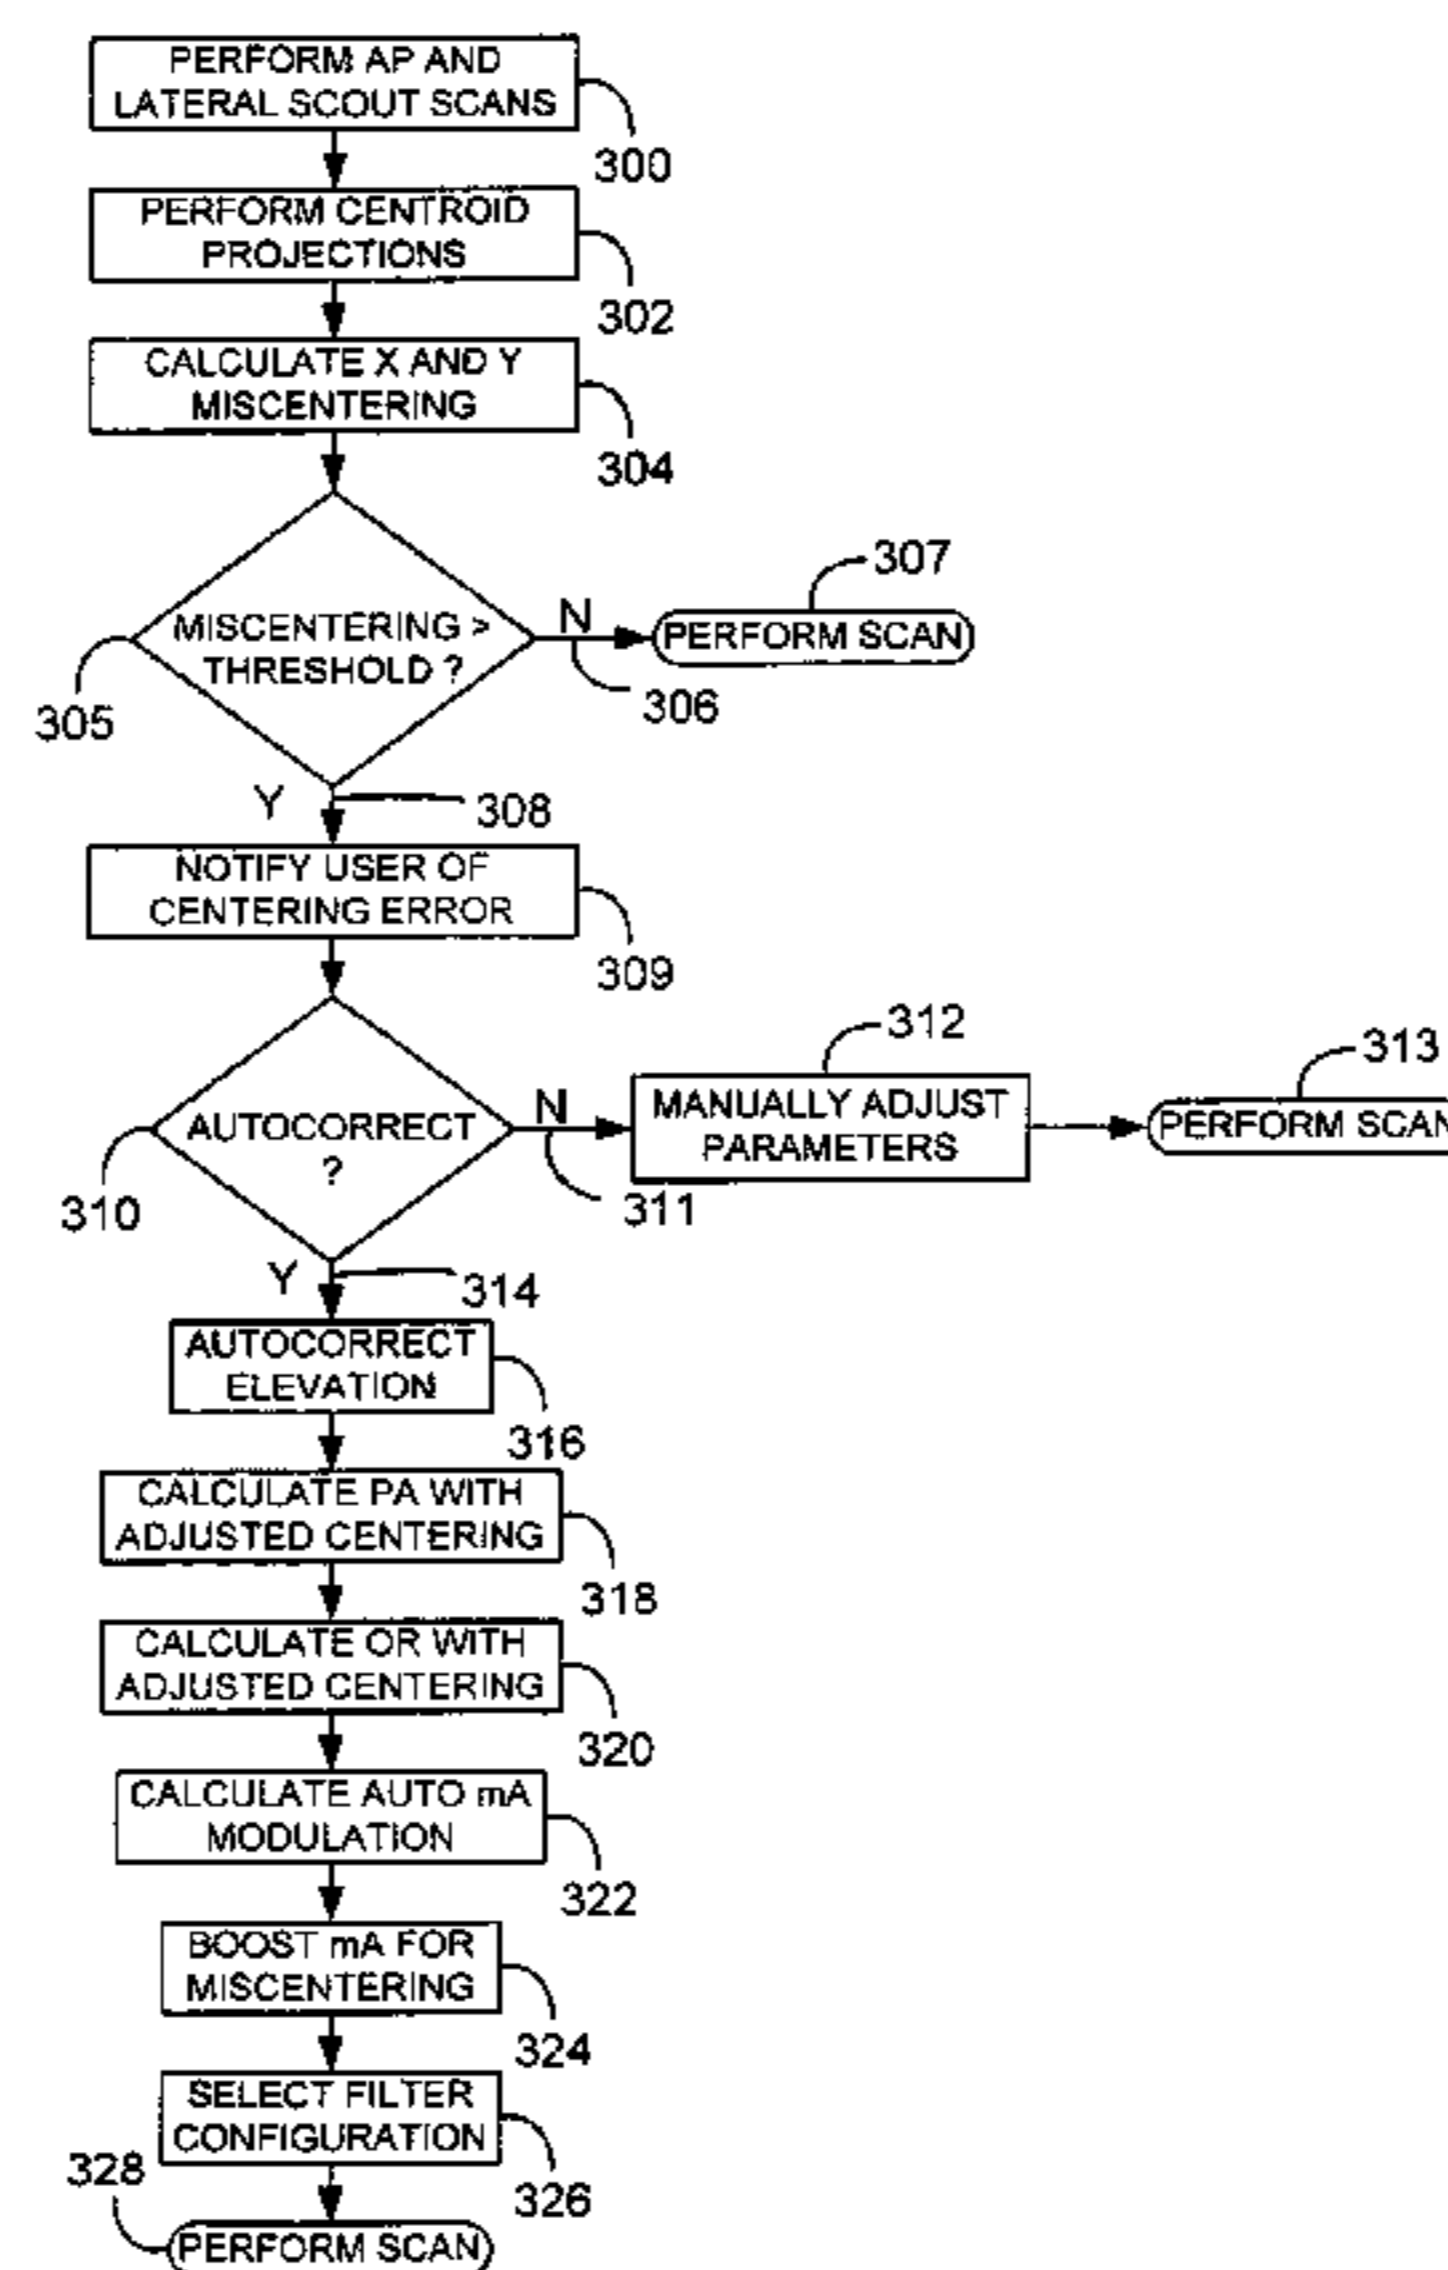 PERFORM AP AND
LATERAL SCOUT SCANS
300
PERFORM CENTROID
PROJECTIONS
302
CALCULATE X AND Y
MISCENTERING
304
307
MISCENTERING >
THRESHOLD ?
N
PERFORM SCAN
305
306
Y
308
NOTIFY USER OF
CENTERING ERROR
309
312
313
AUTOCORRECT
?
N
MANUALLY ADJUST
PARAMETERS
PERFORM SCAN
310
311
Y
314
AUTOCORRECT
ELEVATION
316
CALCULATE PA WITH
ADJUSTED CENTERING
318
CALCULATE OR WITH
ADJUSTED CENTERING
320
CALCULATE AUTO mA
MODULATION
322
BOOST mA FOR
MISCENTERING
324
SELECT FILTER
CONFIGURATION
326
328
PERFORM SCAN